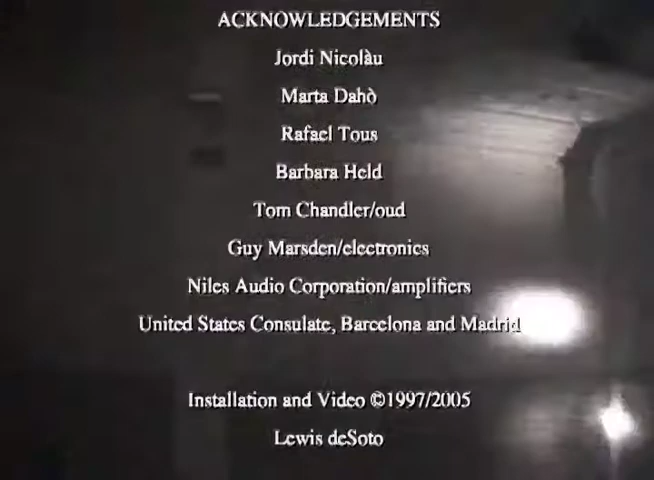 ACKNOWLEDGEMENTS
Jordi Nicolàu
Marta Dahò
Rafael Tous
Barbara Held
Tom Chandler/oud
Guy Marsden/electronics
Niles Audio Corporation/amplifiers
United States Consulate, Barcelona and Madrid
Installation and Video ©1997/2005
Lewis deSoto